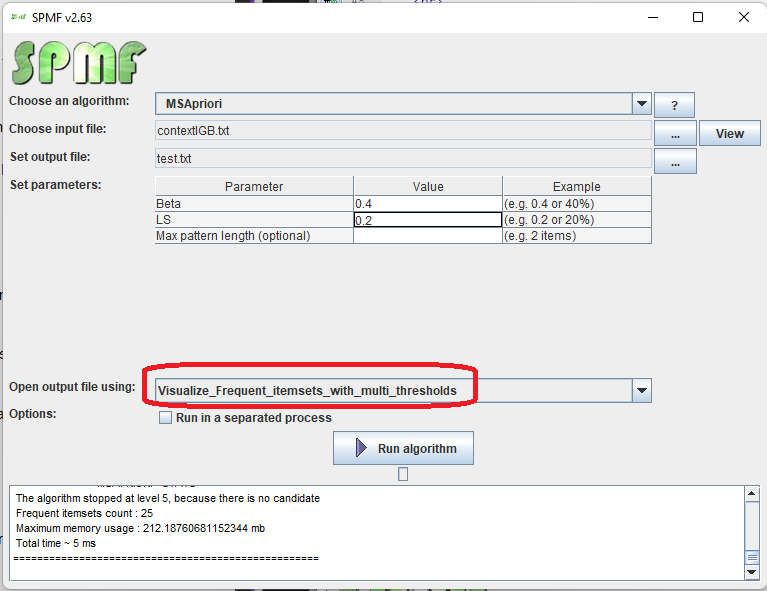 SPMF v2.63
SPMF
Choose an algorithm: MSApriori ?
Choose input file: contextIGB.txt ... View
Set output file: test.txt ...
Set parameters: Parameter Value Example
Beta 0.4 (e.g. 0.4 or 40%)
LS 0.2 (e.g. 0.2 or 20%)
Max pattern length (optional) (e.g. 2 items)
Open output file using: Visualize_Frequent_itemsets_with_multi_thresholds
Options: Run in a separated process
Run algorithm
The algorithm stopped at level 5, because there is no candidate
Frequent itemsets count : 25
Maximum memory usage : 212.18760681152344 mb
Total time ~ 5 ms
===================================================